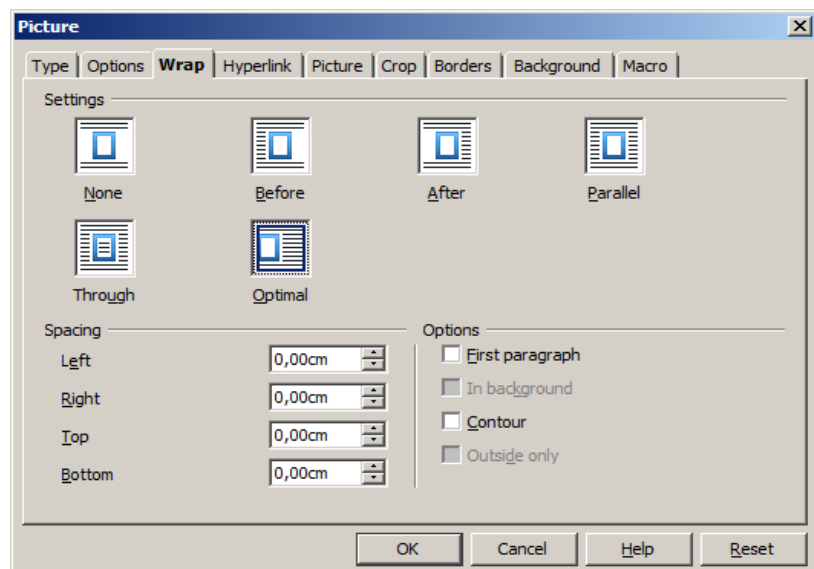 Picture
Type Options Wrap Hyperlink Picture Crop Borders Background Macro
Settings
None Before After Parallel
Through Optimal
Spacing Options
Left 0,00cm First paragraph
Right 0,00cm In background
Top 0,00cm Contour
Bottom 0,00cm Outside only
OK Cancel Help Reset